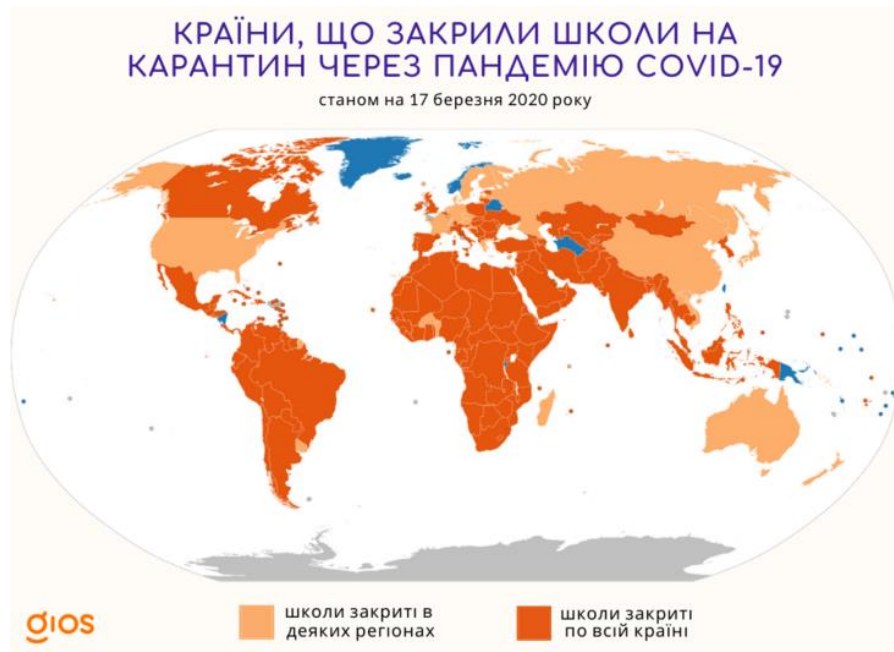 КРАЇНИ, ЩО ЗАКРИЛИ ШКОЛИ НА
КАРАНТИН ЧЕРЕЗ ПАНДЕМІЮ COVID-19
станом на 17 березня 2020 року
gios
школи закриті в
деяких регіонах
школи закриті
по всій країні